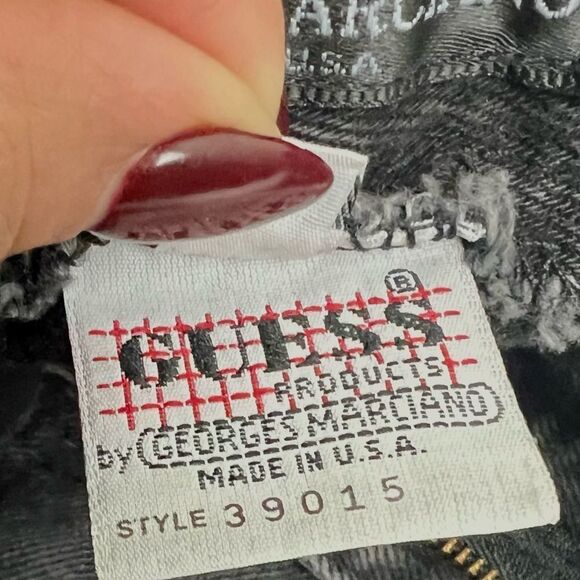 U.S.A.
GUESS®
PRODUCTS
by GEORGES MARCIANO
MADE IN U.S.A.
STYLE 39015